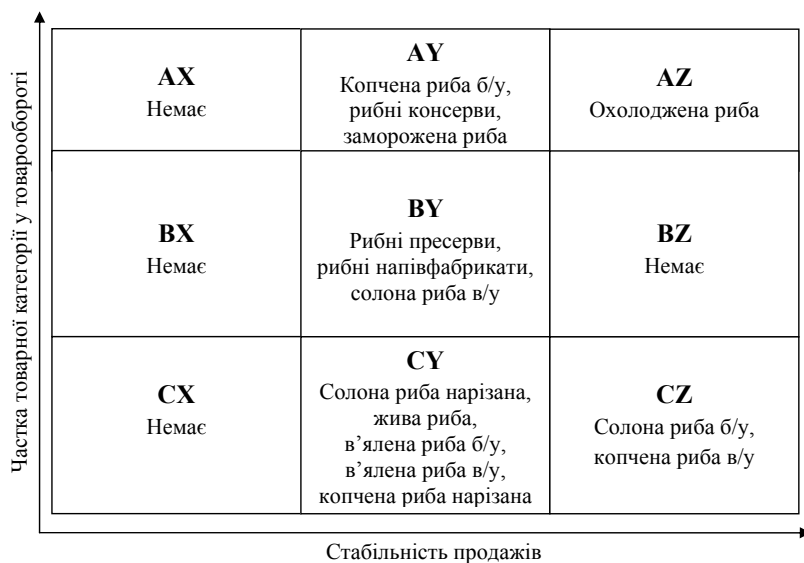 Частка товарної категорії у товарообороті
AX
Немає
AY
Копчена риба б/у,
рибні консерви,
заморожена риба
AZ
Охолоджена риба
BX
Немає
BY
Рибні пресерви,
рибні напівфабрикати,
солона риба в/у
BZ
Немає
CX
Немає
CY
Солона риба нарізана,
жива риба,
в’ялена риба б/у,
в’ялена риба в/у,
копчена риба нарізана
CZ
Солона риба б/у,
копчена риба в/у
Стабільність продажів